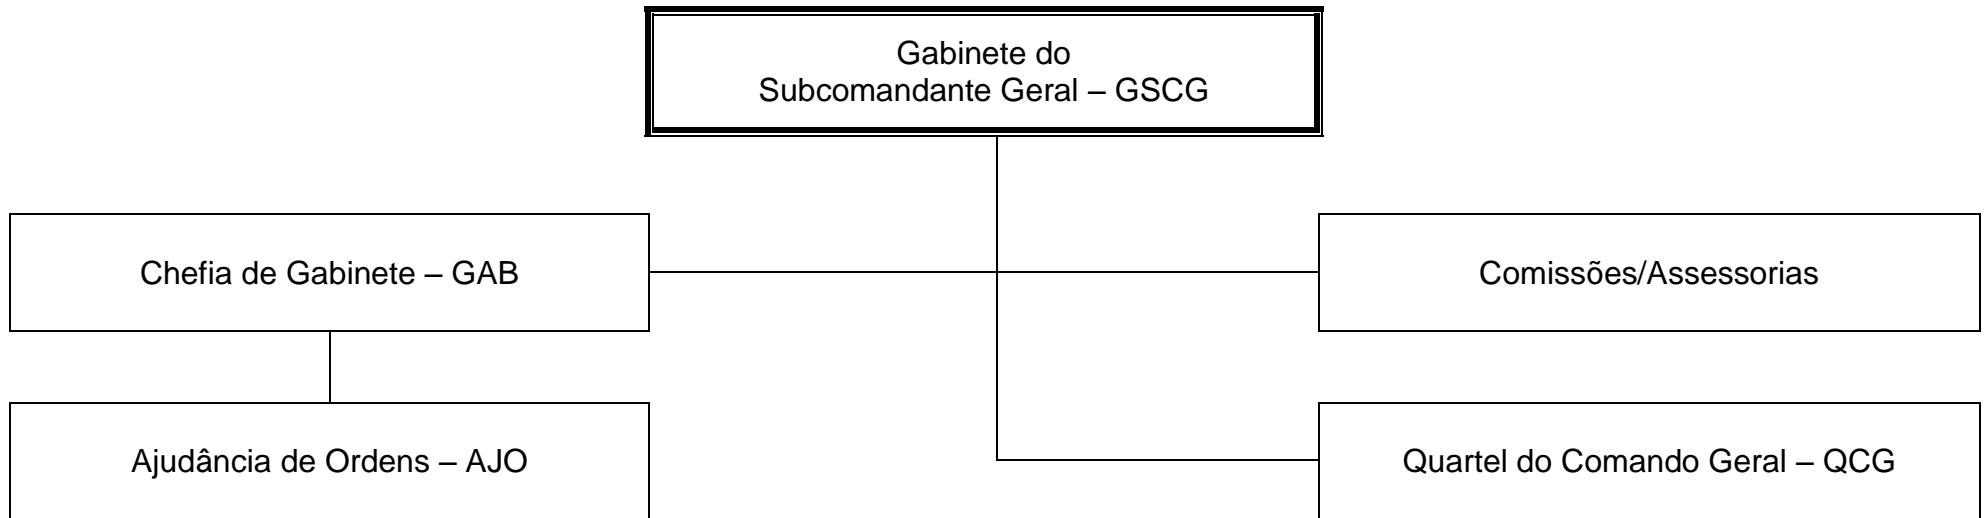 Gabinete do
Subcomandante Geral – GSCG
Chefia de Gabinete – GAB
Comissões/Assessorias
Ajudância de Ordens – AJO
Quartel do Comando Geral – QCG